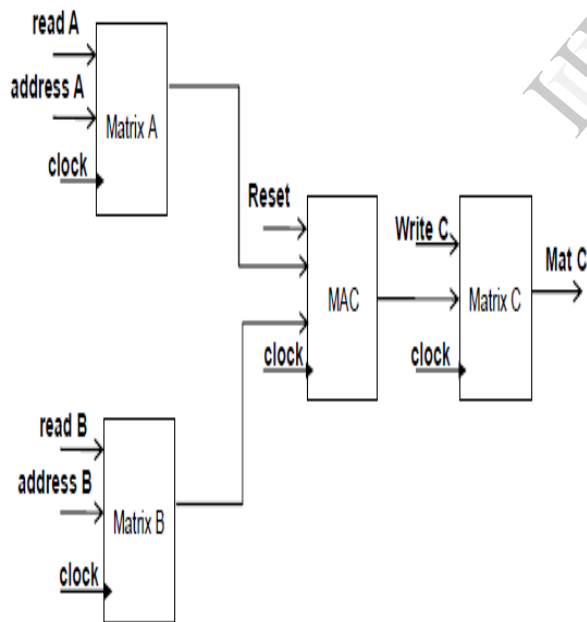 read A
address A
Matrix A
clock
Reset
Write C
Mat C
MAC
Matrix C
clock
clock
read B
address B
Matrix B
clock